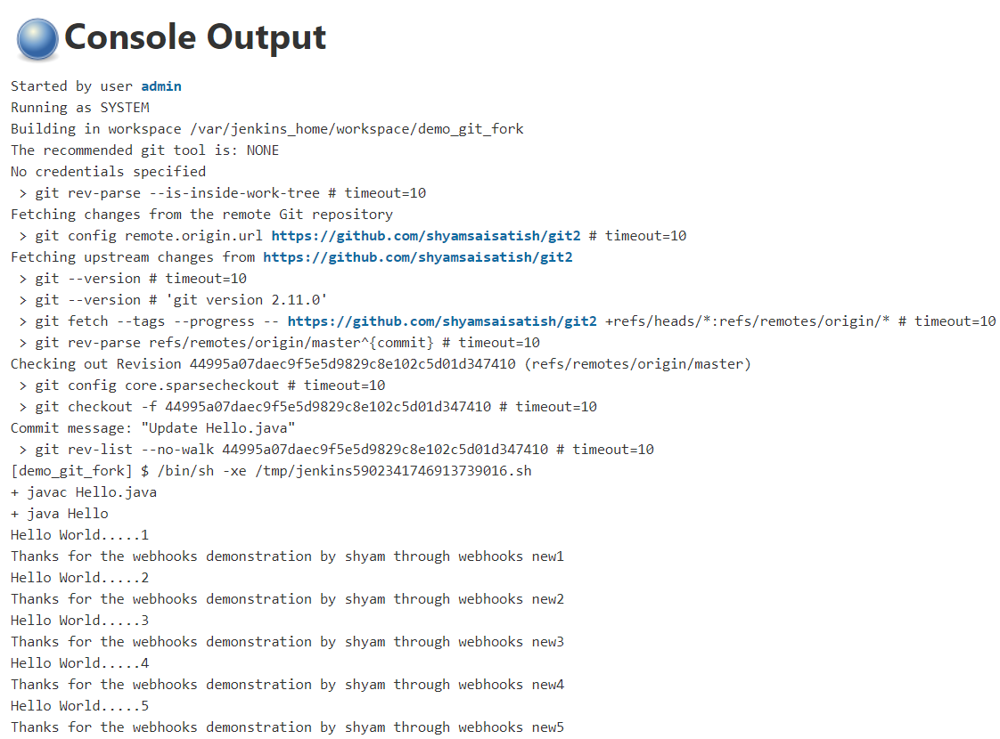 Console Output
Started by user admin
Running as SYSTEM
Building in workspace /var/jenkins_home/workspace/demo_git_fork
The recommended git tool is: NONE
No credentials specified
 > git rev-parse --is-inside-work-tree # timeout=10
Fetching changes from the remote Git repository
 > git config remote.origin.url https://github.com/shyamsaisatish/git2 # timeout=10
Fetching upstream changes from https://github.com/shyamsaisatish/git2
 > git --version # timeout=10
 > git --version # 'git version 2.11.0'
 > git fetch --tags --progress -- https://github.com/shyamsaisatish/git2 +refs/heads/*:refs/remotes/origin/* # timeout=10
 > git rev-parse refs/remotes/origin/master^{commit} # timeout=10
Checking out Revision 44995a07daec9f5e5d9829c8e102c5d01d347410 (refs/remotes/origin/master)
 > git config core.sparsecheckout # timeout=10
 > git checkout -f 44995a07daec9f5e5d9829c8e102c5d01d347410 # timeout=10
Commit message: "Update Hello.java"
 > git rev-list --no-walk 44995a07daec9f5e5d9829c8e102c5d01d347410 # timeout=10
[demo_git_fork] $ /bin/sh -xe /tmp/jenkins5902341746913739016.sh
+ javac Hello.java
+ java Hello
Hello World.....1
Thanks for the webhooks demonstration by shyam through webhooks new1
Hello World.....2
Thanks for the webhooks demonstration by shyam through webhooks new2
Hello World.....3
Thanks for the webhooks demonstration by shyam through webhooks new3
Hello World.....4
Thanks for the webhooks demonstration by shyam through webhooks new4
Hello World.....5
Thanks for the webhooks demonstration by shyam through webhooks new5